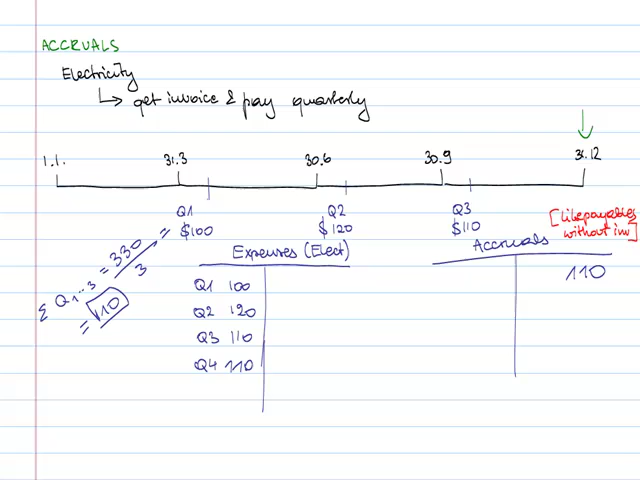 ACCRUALS
Electricity
↳ get invoice & pay quarterly
1.1. 31.3 30.6 30.9 31.12
Q1 Q2 Q3
$100 $120 $110
[Like payables
without inv]
Σ Q1..3 = 330 / 3 =
= 110
Expenses (Elect)
Q1 100
Q2 120
Q3 110
Q4 110
Accruals
110